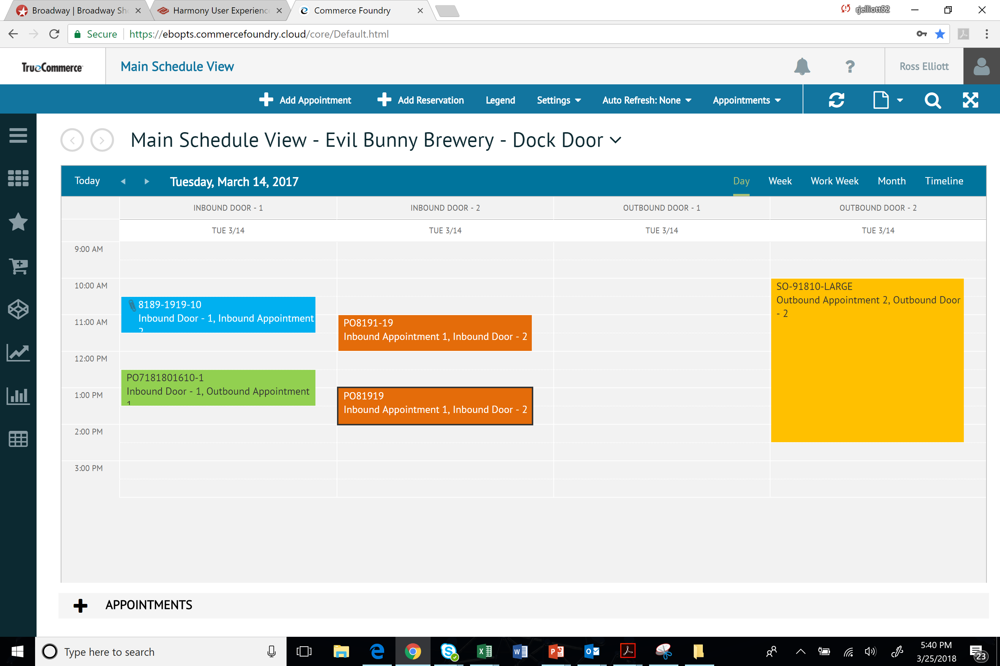 Broadway | Broadway Sho
Harmony User Experienc
Commerce Foundry
rjelliott52
Secure
https://ebopts.commercefoundry.cloud/core/Default.html
TrueCommerce
Main Schedule View
?
Ross Elliott
Add Appointment
Add Reservation
Legend
Settings
Auto Refresh: None
Appointments
Main Schedule View - Evil Bunny Brewery - Dock Door
Today
Tuesday, March 14, 2017
Day
Week
Work Week
Month
Timeline
INBOUND DOOR - 1
INBOUND DOOR - 2
OUTBOUND DOOR - 1
OUTBOUND DOOR - 2
TUE 3/14
TUE 3/14
TUE 3/14
TUE 3/14
9:00 AM
10:00 AM
SO-91810-LARGE
Outbound Appointment 2, Outbound Door
- 2
8189-1919-10
Inbound Door - 1, Inbound Appointment
11:00 AM
PO8191-19
Inbound Appointment 1, Inbound Door - 2
12:00 PM
PO7181801610-1
Inbound Door - 1, Outbound Appointment
1
1:00 PM
PO81919
Inbound Appointment 1, Inbound Door - 2
2:00 PM
3:00 PM
APPOINTMENTS
Type here to search
5:40 PM
3/25/2018
23